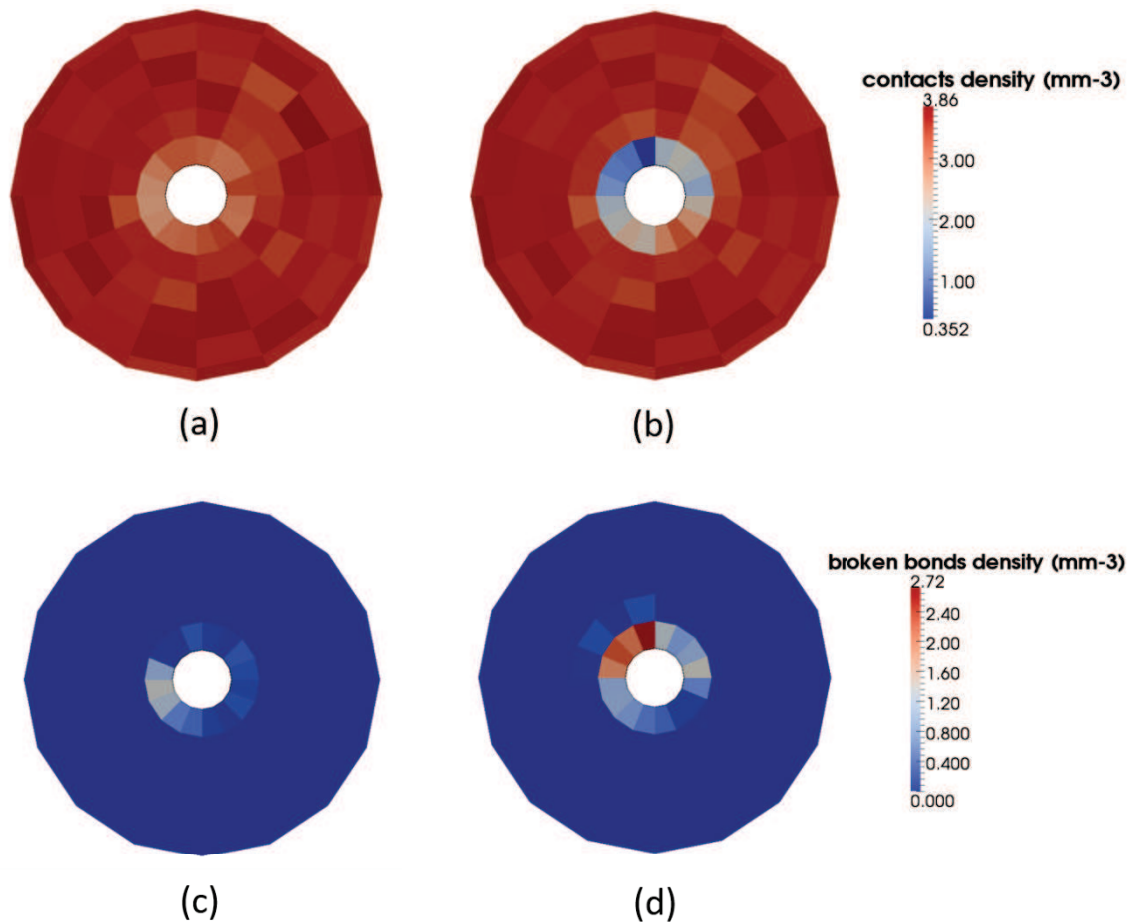 contacts density (mm-3)
3.86
3.00
2.00
1.00
0.352
(a)
(b)
broken bonds density (mm-3)
2.72
2.40
2.00
1.60
1.20
0.800
0.400
0.000
(c)
(d)